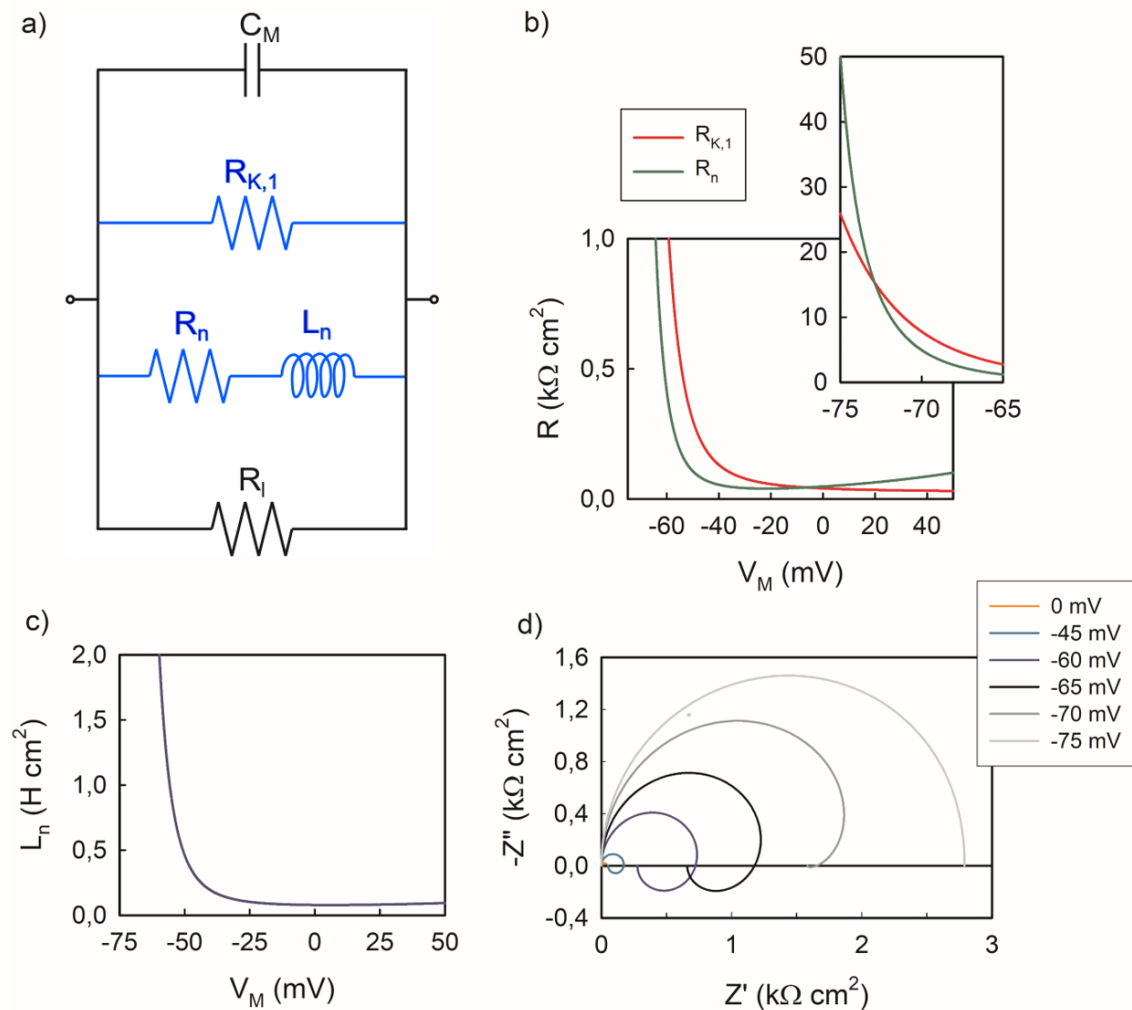 a)
C_M
R_K,1
R_n L_n
R_l
b)
R_K,1
R_n
50
40
30
20
10
0
-75 -70 -65
1,0
0,5
0,0
R (kΩ cm²)
-60 -40 -20 0 20 40
V_M (mV)
c)
2,0
1,5
1,0
0,5
0,0
L_n (H cm²)
-75 -50 -25 0 25 50
V_M (mV)
d)
0 mV
-45 mV
-60 mV
-65 mV
-70 mV
-75 mV
1,6
1,2
0,8
0,4
0,0
-0,4
-Z'' (kΩ cm²)
0 1 2 3
Z' (kΩ cm²)